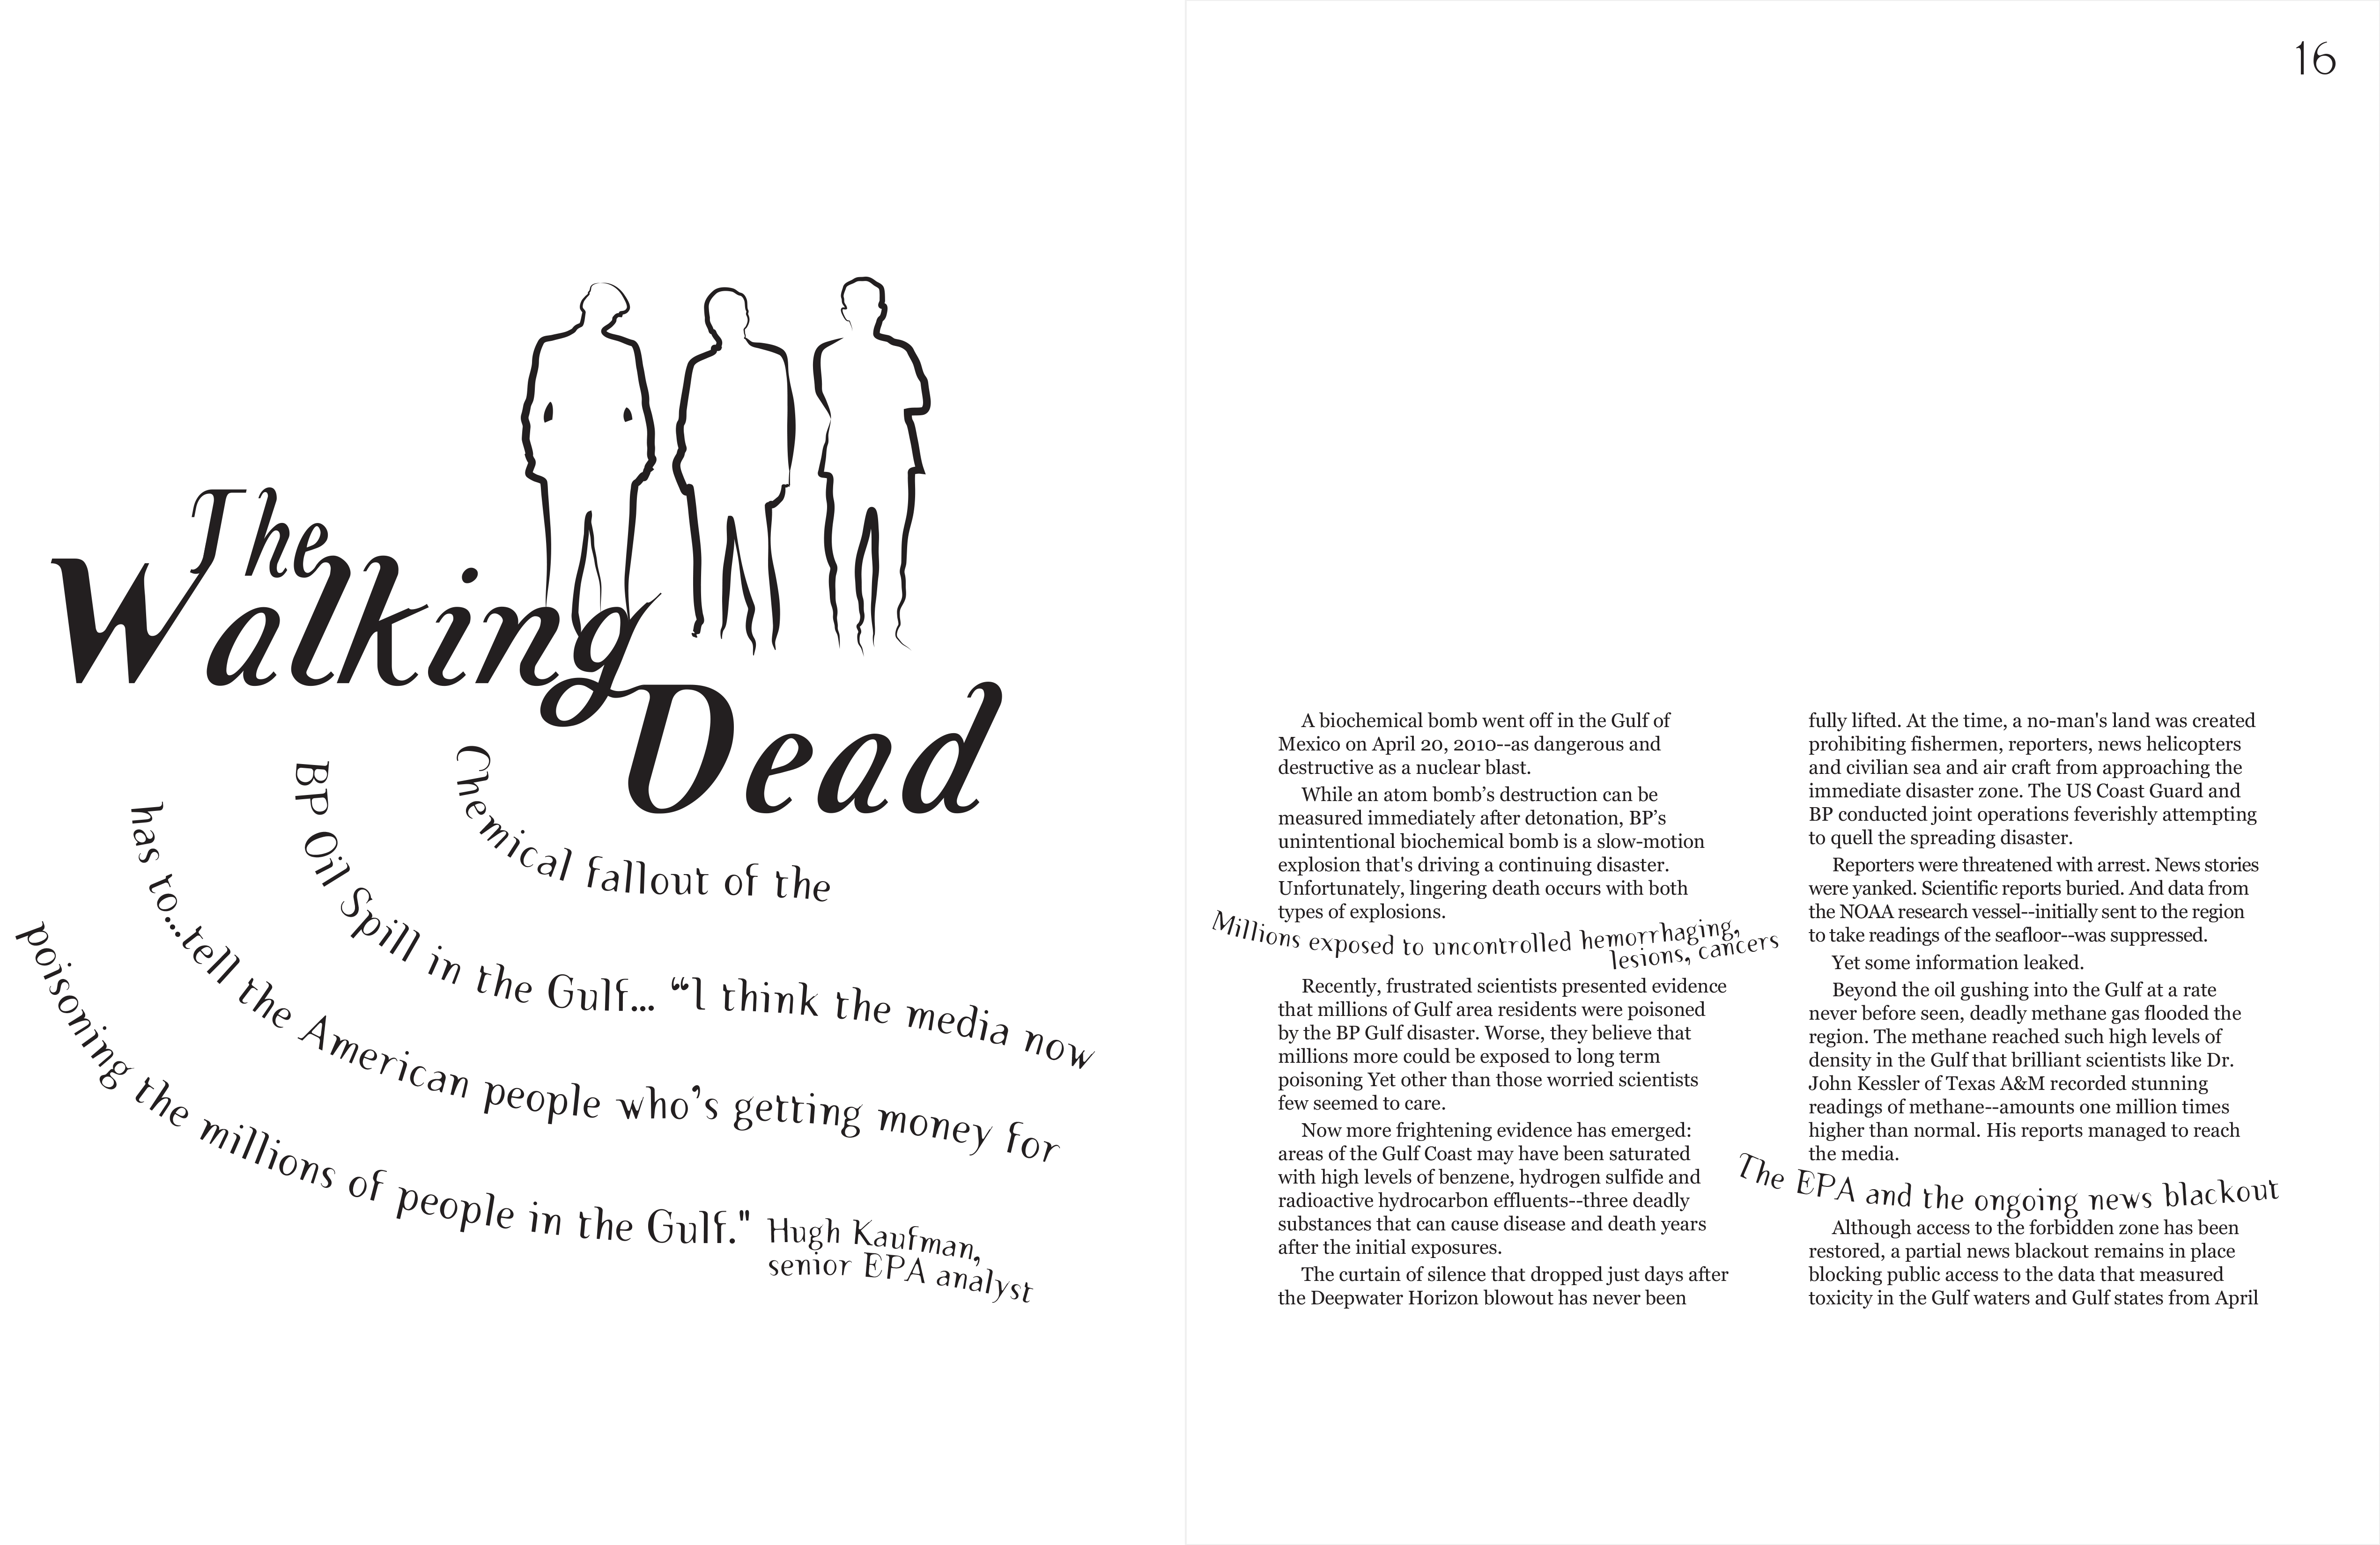 The
Walking
Dead
Chemical fallout of the
BP Oil Spill in the Gulf... “I think the media now
has to...tell the American people who’s getting money for
poisoning the millions of people in the Gulf."
Hugh Kaufman,
senior EPA analyst
16
A biochemical bomb went off in the Gulf of
Mexico on April 20, 2010--as dangerous and
destructive as a nuclear blast.
While an atom bomb’s destruction can be
measured immediately after detonation, BP’s
unintentional biochemical bomb is a slow-motion
explosion that's driving a continuing disaster.
Unfortunately, lingering death occurs with both
types of explosions.
Millions exposed to uncontrolled hemorrhaging,
lesions, cancers
Recently, frustrated scientists presented evidence
that millions of Gulf area residents were poisoned
by the BP Gulf disaster. Worse, they believe that
millions more could be exposed to long term
poisoning Yet other than those worried scientists
few seemed to care.
Now more frightening evidence has emerged:
areas of the Gulf Coast may have been saturated
with high levels of benzene, hydrogen sulfide and
radioactive hydrocarbon effluents--three deadly
substances that can cause disease and death years
after the initial exposures.
The curtain of silence that dropped just days after
the Deepwater Horizon blowout has never been
fully lifted. At the time, a no-man's land was created
prohibiting fishermen, reporters, news helicopters
and civilian sea and air craft from approaching the
immediate disaster zone. The US Coast Guard and
BP conducted joint operations feverishly attempting
to quell the spreading disaster.
Reporters were threatened with arrest. News stories
were yanked. Scientific reports buried. And data from
the NOAA research vessel--initially sent to the region
to take readings of the seafloor--was suppressed.
Yet some information leaked.
Beyond the oil gushing into the Gulf at a rate
never before seen, deadly methane gas flooded the
region. The methane reached such high levels of
density in the Gulf that brilliant scientists like Dr.
John Kessler of Texas A&M recorded stunning
readings of methane--amounts one million times
higher than normal. His reports managed to reach
the media.
The EPA and the ongoing news blackout
Although access to the forbidden zone has been
restored, a partial news blackout remains in place
blocking public access to the data that measured
toxicity in the Gulf waters and Gulf states from April